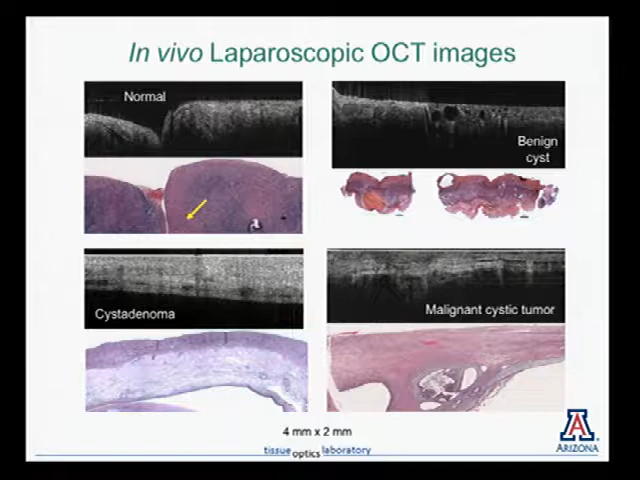 In vivo Laparoscopic OCT images
Normal
Benign
cyst
Cystadenoma
Malignant cystic tumor
4 mm x 2 mm
tissue optics laboratory
A
ARIZONA